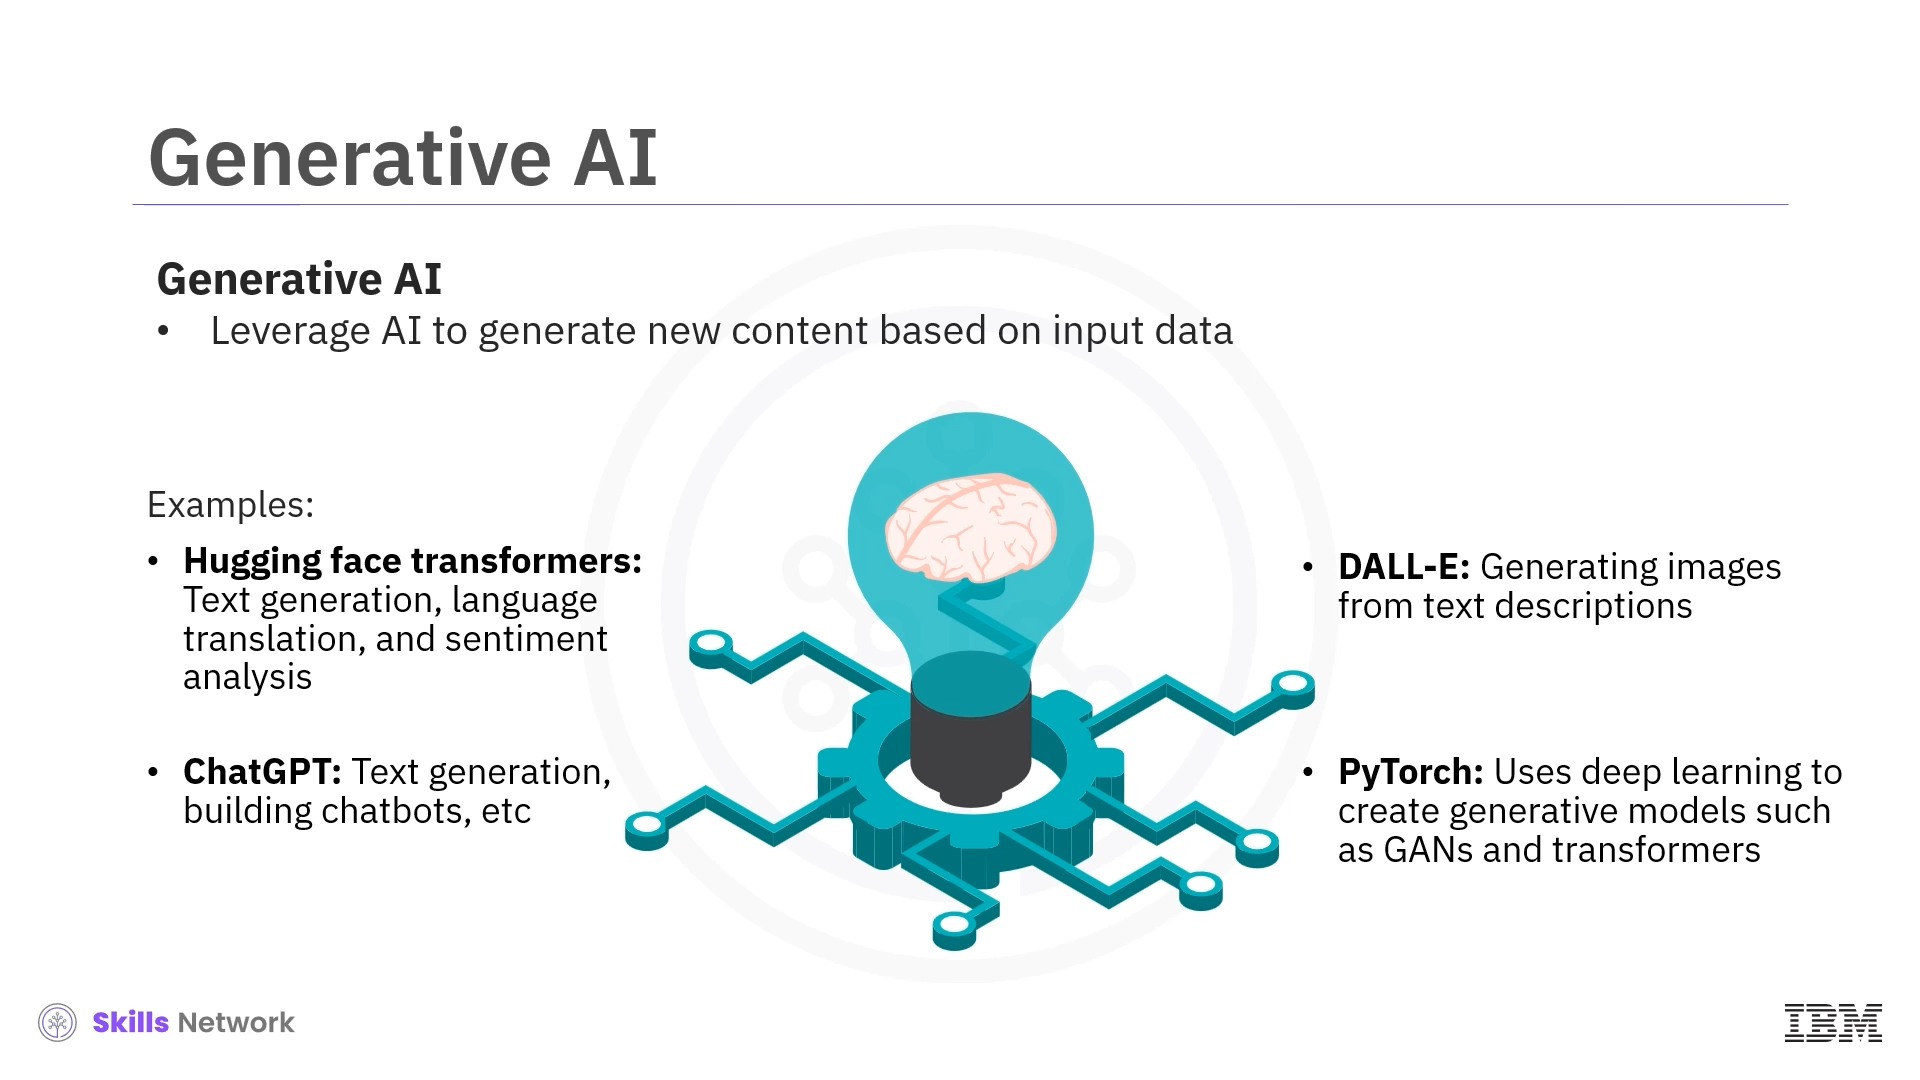 Generative AI
Generative AI
• Leverage AI to generate new content based on input data
Examples:
• Hugging face transformers:
Text generation, language
translation, and sentiment
analysis
• ChatGPT: Text generation,
building chatbots, etc
• DALL-E: Generating images
from text descriptions
• PyTorch: Uses deep learning to
create generative models such
as GANs and transformers
Skills Network
IBM